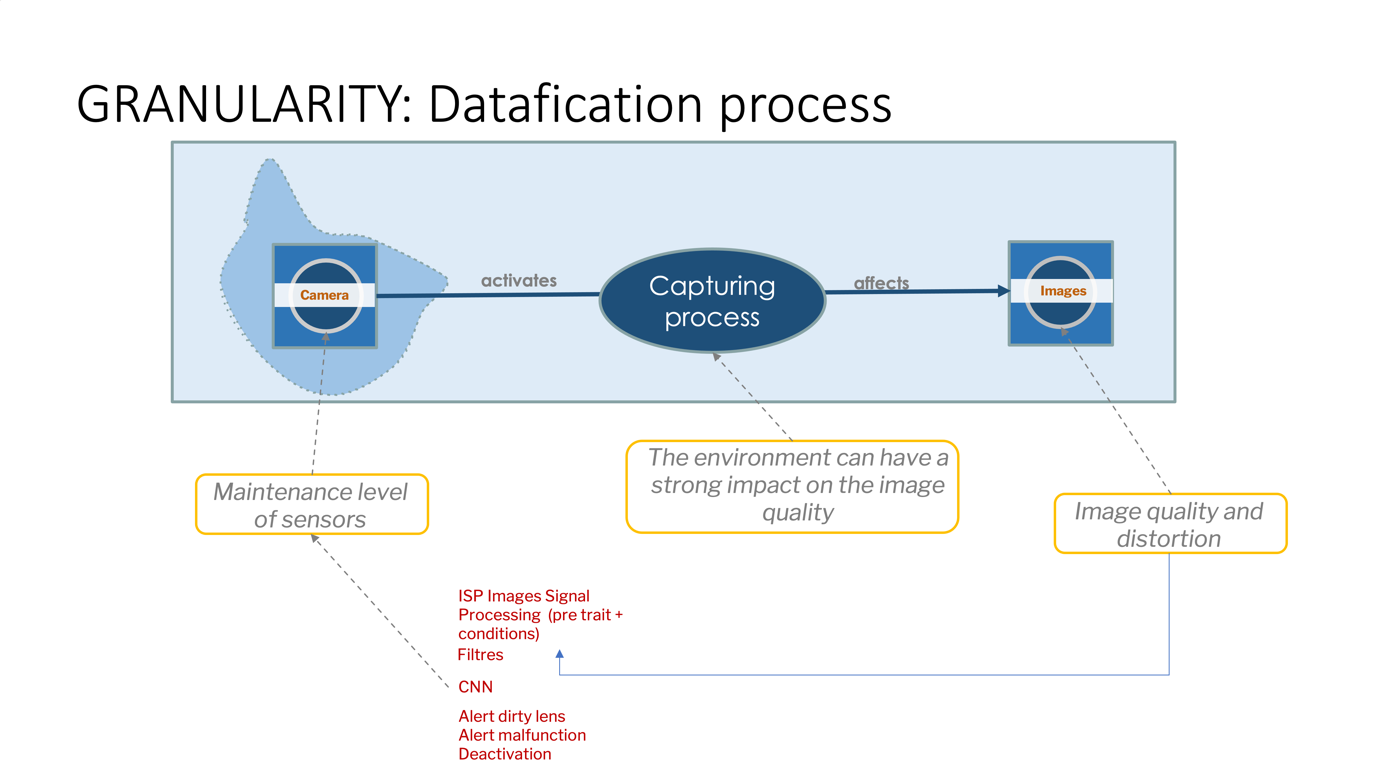 GRANULARITY: Datafication process
Camera
activates
Capturing
process
affects
Images
Maintenance level
of sensors
The environment can have a
strong impact on the image
quality
Image quality and
distortion
ISP Images Signal
Processing (pre trait +
conditions)
Filtres
CNN
Alert dirty lens
Alert malfunction
Deactivation